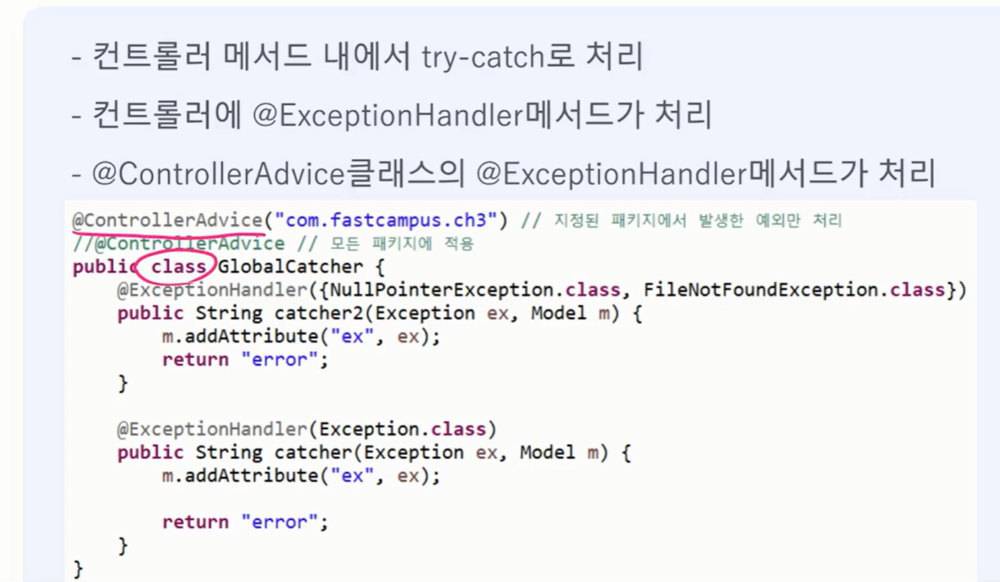 - 컨트롤러 메서드 내에서 try-catch로 처리
- 컨트롤러에 @ExceptionHandler메서드가 처리
- @ControllerAdvice클래스의 @ExceptionHandler메서드가 처리
@ControllerAdvice("com.fastcampus.ch3") // 지정된 패키지에서 발생한 예외만 처리
//@ControllerAdvice // 모든 패키지에 적용
public class GlobalCatcher {
@ExceptionHandler({NullPointerException.class, FileNotFoundException.class})
public String catcher2(Exception ex, Model m) {
m.addAttribute("ex", ex);
return "error";
}
@ExceptionHandler(Exception.class)
public String catcher(Exception ex, Model m) {
m.addAttribute("ex", ex);
return "error";
}
}